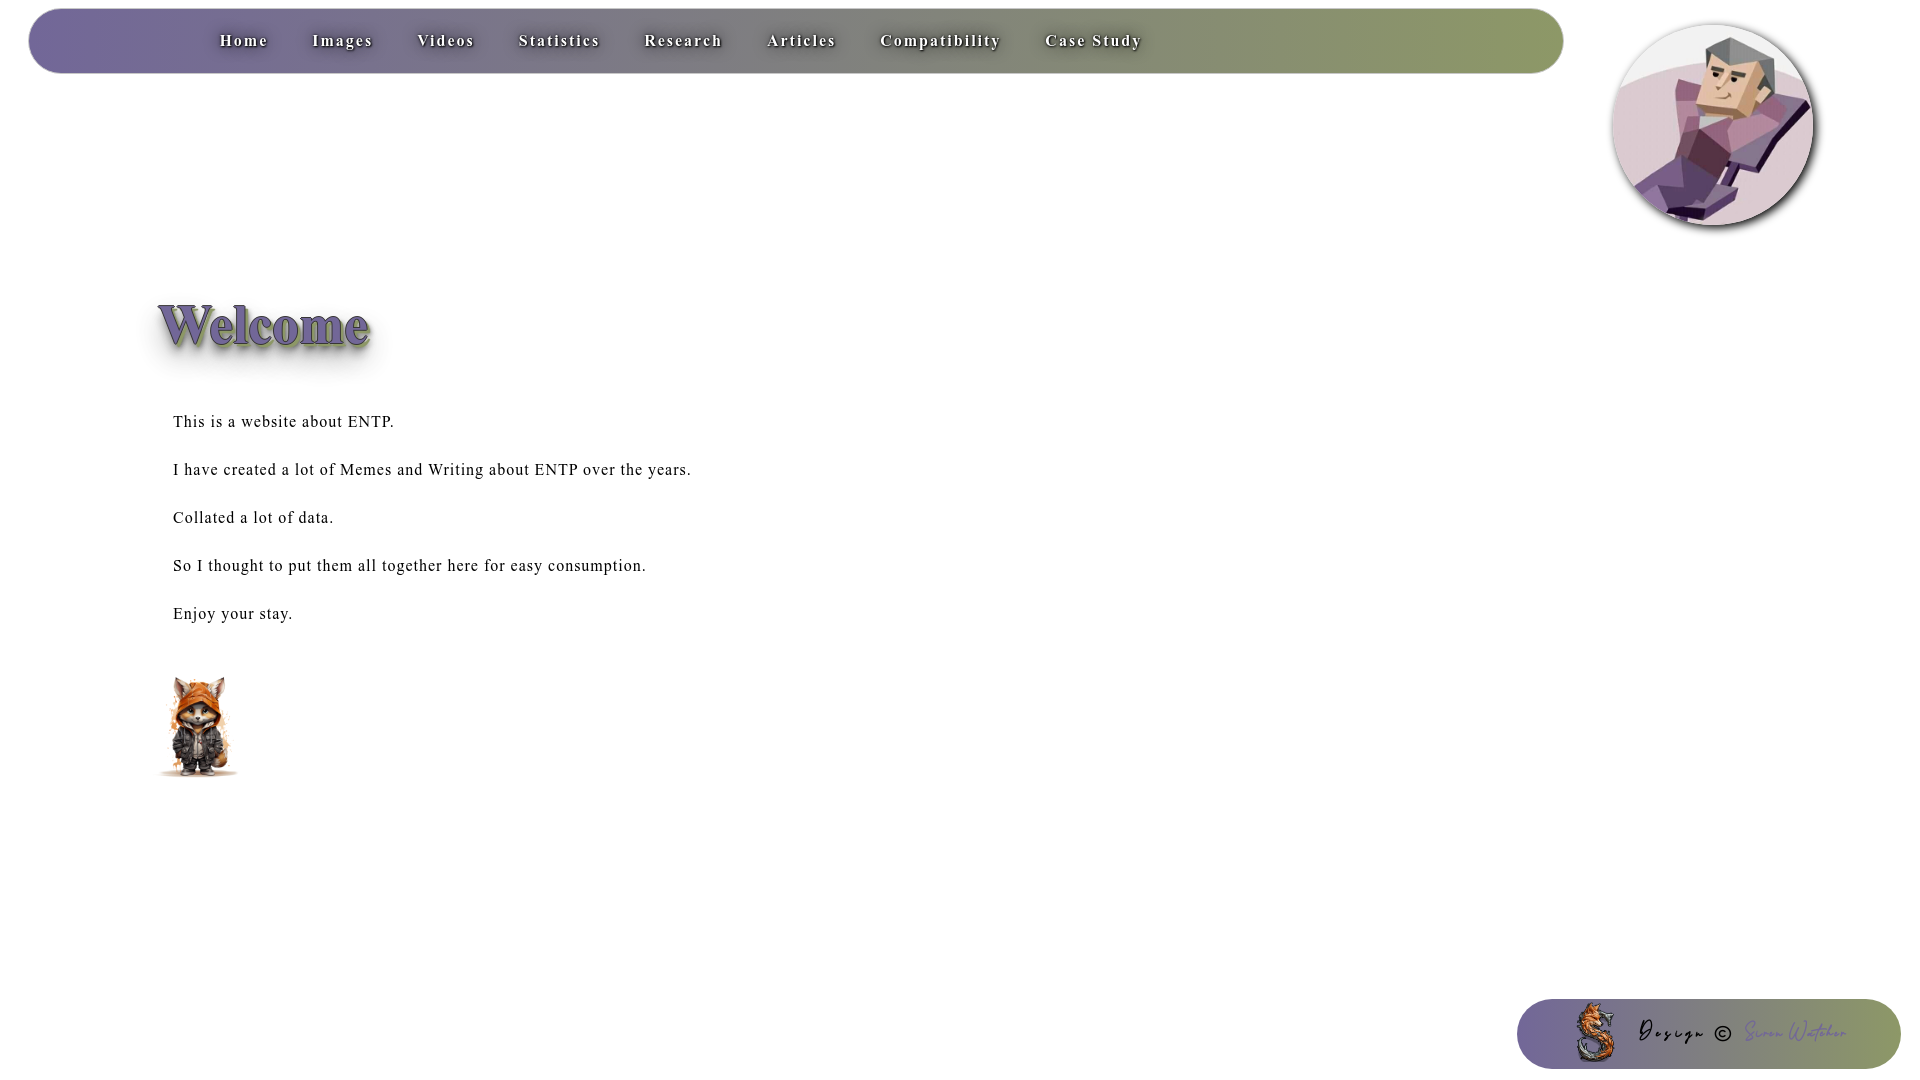 Home Images Videos Statistics Research Articles Compatibility Case Study
Welcome
This is a website about ENTP.
I have created a lot of Memes and Writing about ENTP over the years.
Collated a lot of data.
So I thought to put them all together here for easy consumption.
Enjoy your stay.
Design © Siren Watcher